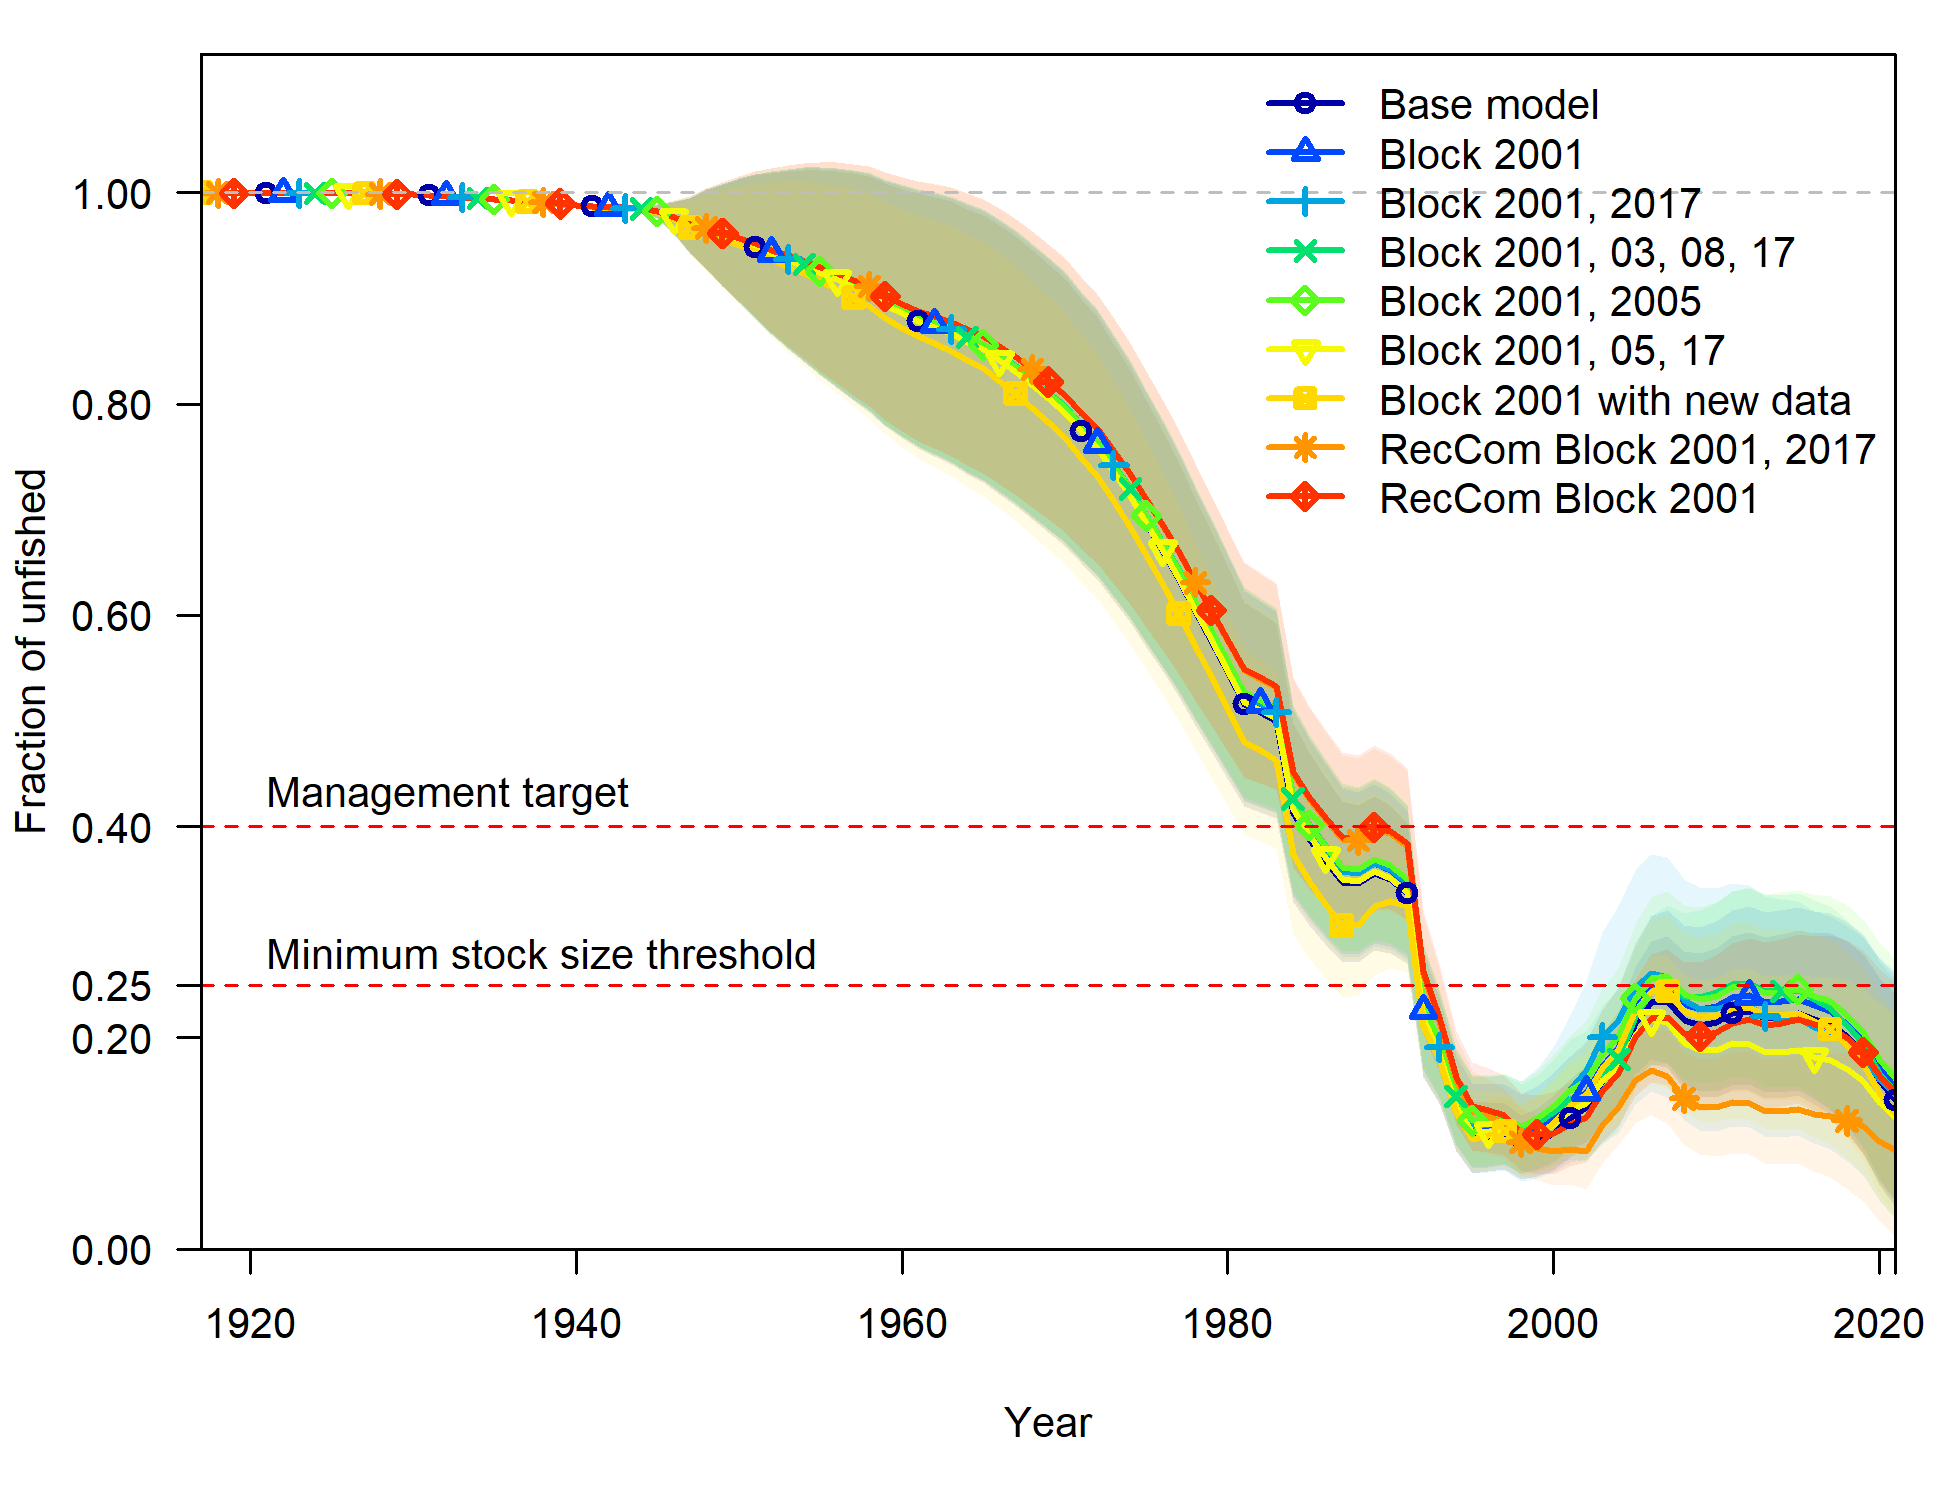 Base model
Block 2001
Block 2001, 2017
Block 2001, 03, 08, 17
Block 2001, 2005
Block 2001, 05, 17
Block 2001 with new data
RecCom Block 2001, 2017
RecCom Block 2001
1.00
0.80
0.60
0.40
0.25
0.20
0.00
Fraction of unfished
Management target
Minimum stock size threshold
1920
1940
1960
1980
2000
2020
Year